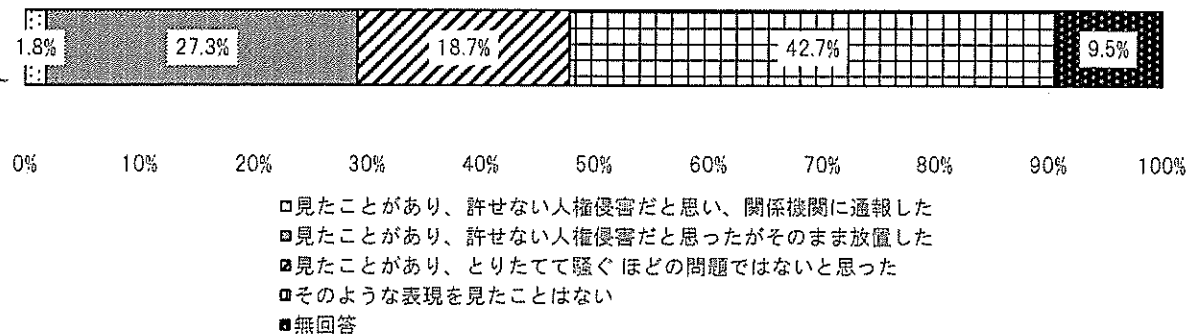 1.8% 27.3% 18.7% 42.7% 9.5%
0% 10% 20% 30% 40% 50% 60% 70% 80% 90% 100%
見たことがあり、許せない人権侵害だと思い、関係機関に通報した
見たことがあり、許せない人権侵害だと思ったがそのまま放置した
見たことがあり、とりたてて騒ぐ ほどの問題ではないと思った
そのような表現を見たことはない
無回答